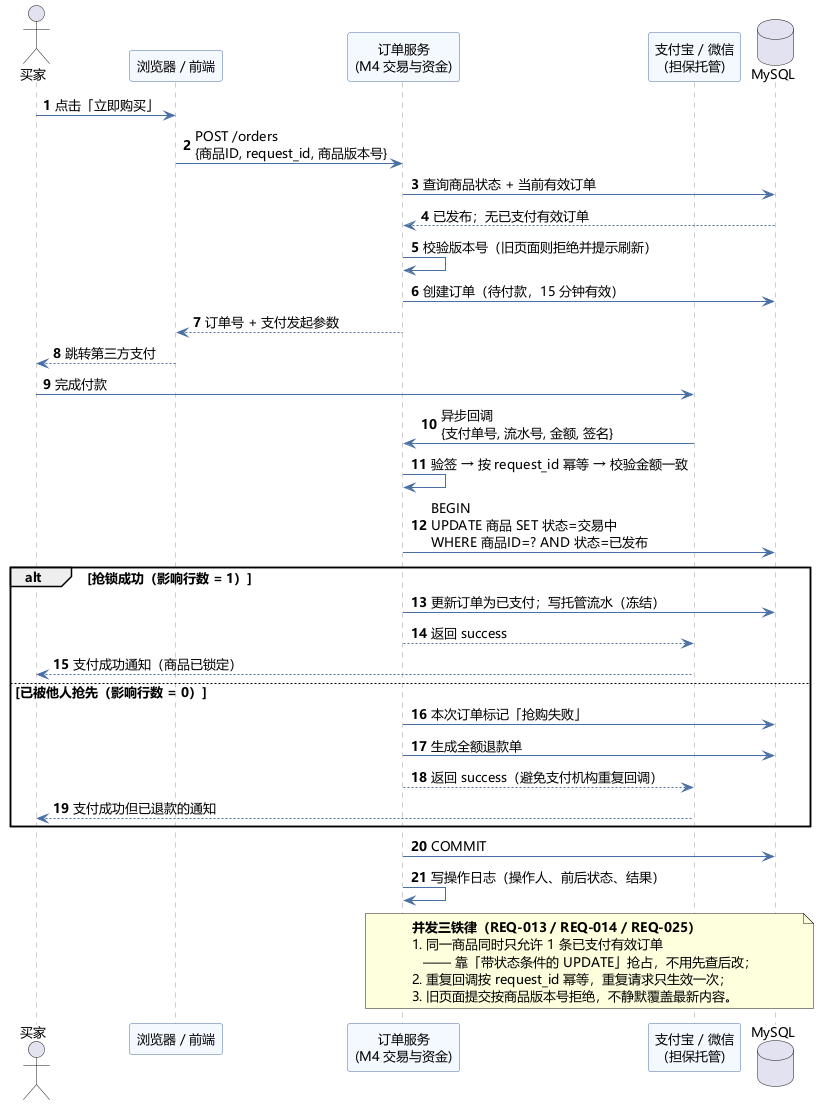 买家
浏览器 / 前端
订单服务
(M4 交易与资金)
支付宝 / 微信
(担保托管)
MySQL
1 点击「立即购买」
2 POST /orders
{商品ID, request_id, 商品版本号}
3 查询商品状态 + 当前有效订单
4 已发布；无已支付有效订单
5 校验版本号（旧页面则拒绝并提示刷新）
6 创建订单（待付款，15 分钟有效）
7 订单号 + 支付发起参数
8 跳转第三方支付
9 完成付款
10 异步回调
{支付单号, 流水号, 金额, 签名}
11 验签 → 按 request_id 幂等 → 校验金额一致
12 BEGIN
UPDATE 商品 SET 状态=交易中
WHERE 商品ID=? AND 状态=已发布
alt [抢锁成功（影响行数 = 1）]
13 更新订单为已支付；写托管流水（冻结）
14 返回 success
15 支付成功通知（商品已锁定）
[已被他人抢先（影响行数 = 0）]
16 本次订单标记「抢购失败」
17 生成全额退款单
18 返回 success（避免支付机构重复回调）
19 支付成功但已退款的通知
20 COMMIT
21 写操作日志（操作人、前后状态、结果）
并发三铁律（REQ-013 / REQ-014 / REQ-025）
1. 同一商品同时只允许 1 条已支付有效订单
—— 靠「带状态条件的 UPDATE」抢占，不用先查后改；
2. 重复回调按 request_id 幂等，重复请求只生效一次；
3. 旧页面提交按商品版本号拒绝，不静默覆盖最新内容。
买家
浏览器 / 前端
订单服务
(M4 交易与资金)
支付宝 / 微信
(担保托管)
MySQL